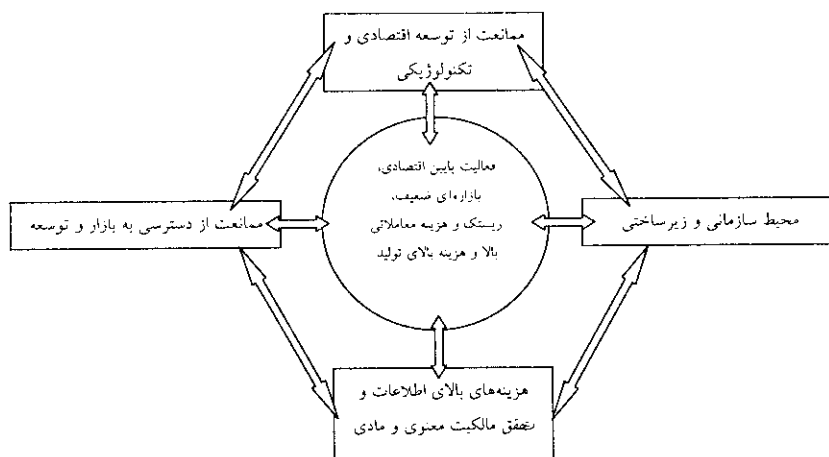 ممانعت از توسعه اقتصادی و
تکنولوژیکی
فعالیت پایین اقتصادی،
بازارهای ضعیف،
ریسک و هزینه معاملاتی
بالا و هزینه بالای تولید
محیط سازمانی و زیرساختی
ممانعت از دسترسی به بازار و توسعه
هزینه‌های بالای اطلاعات و
تحقق مالکیت معنوی و مادی